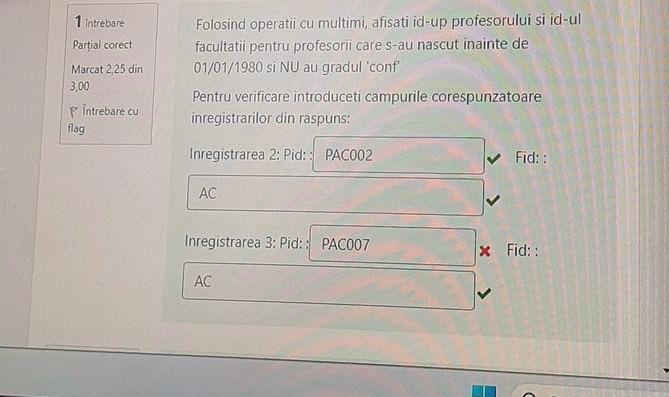 1 întrebare
Parțial corect
Marcat 2,25 din
3,00
Întrebare cu
flag
Folosind operatii cu multimi, afisati id-up profesorului si id-ul
facultatii pentru profesorii care s-au nascut inainte de
01/01/1980 si NU au gradul 'conf'
Pentru verificare introduceti campurile corespunzatoare
inregistrarilor din raspuns:
Inregistrarea 2: Pid: : PAC002 Fid: :
AC
Inregistrarea 3: Pid: : PAC007 Fid: :
AC